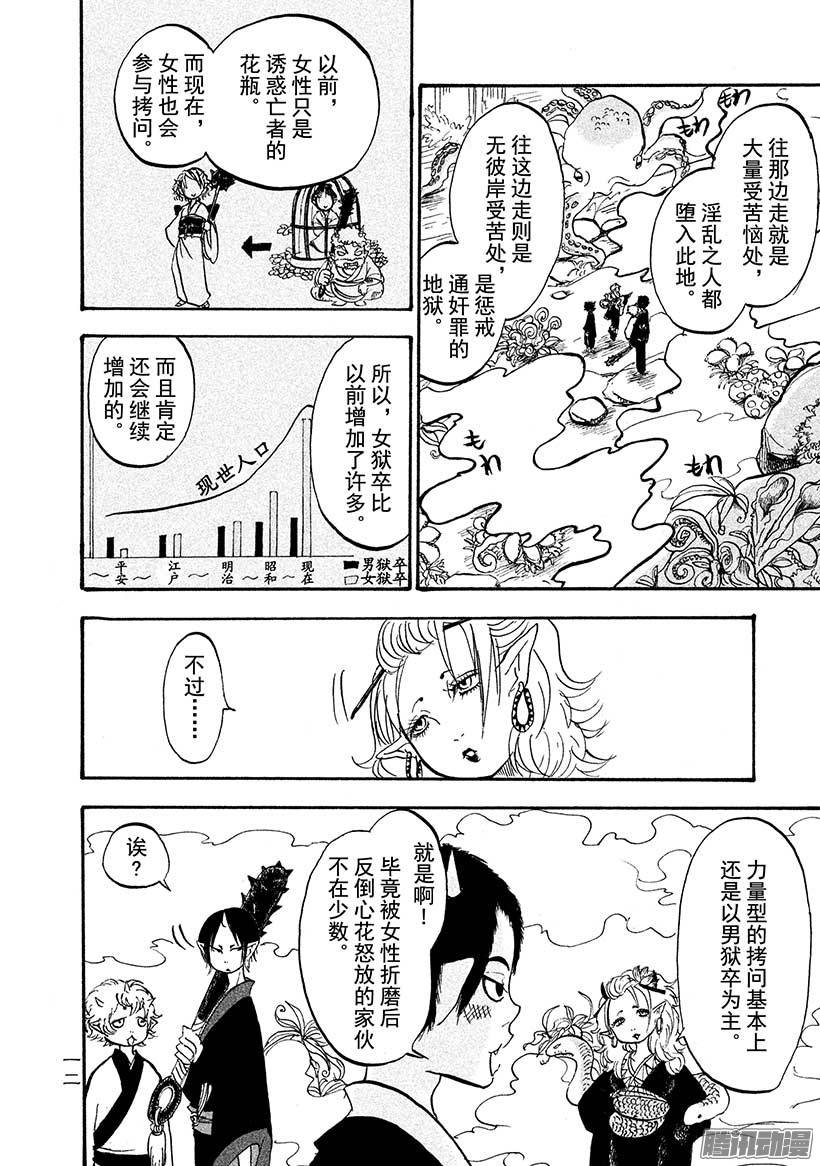 往那边走就是
大量受苦恼处，
淫乱之人都
堕入此地。
往这边走则是
无彼岸受苦处，
是惩戒
通奸罪的
地狱。
もわ
もわ
もわ
もわ
以前，
女性只是
诱惑亡者的
花瓶。
而现在，
女性也会
参与拷问。
所以，女狱卒比
以前增加了许多。
而且肯定
还会继续
增加的。
现世人口
平安
～
江户
～
明治
～
昭和
～
现在
～
男狱卒
女狱卒
不过……
力量型的拷问基本上
还是以男狱卒为主。
就是啊！
毕竟被女性折磨后
反倒心花怒放的家伙
不在少数。
诶？
一二
腾讯动漫